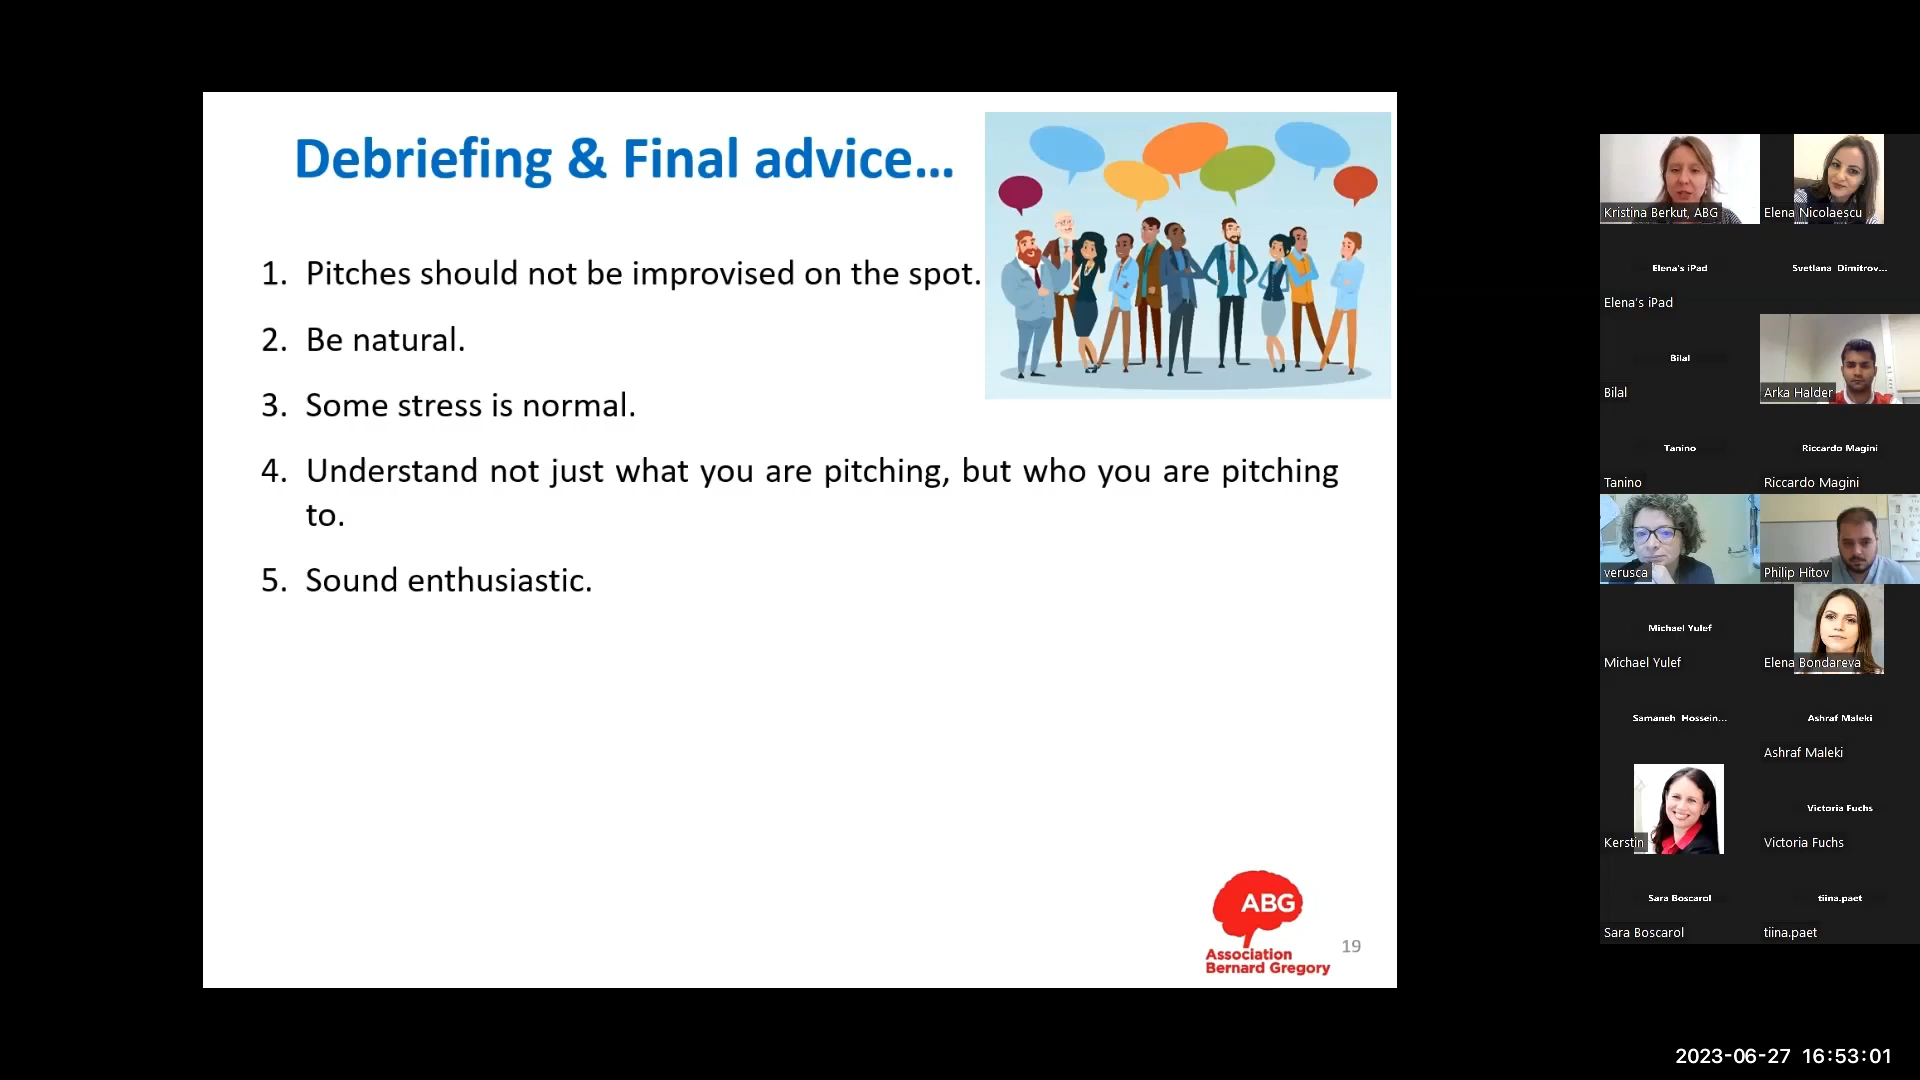 Debriefing & Final advice...
1. Pitches should not be improvised on the spot.
2. Be natural.
3. Some stress is normal.
4. Understand not just what you are pitching, but who you are pitching
to.
5. Sound enthusiastic.
ABG
Association
Bernard Gregory
19
Kristina Berkut, ABG
Elena Nicolaescu
Elena's iPad
Elena's iPad
Svetlana Dimitrov...
Bilal
Bilal
Arka Halder
Tanino
Tanino
Riccardo Magini
Riccardo Magini
verusca
Philip Hitov
Michael Yulef
Michael Yulef
Elena Bondareva
Samaneh Hossein...
Ashraf Maleki
Ashraf Maleki
Kerstin
Victoria Fuchs
Victoria Fuchs
Sara Boscarol
Sara Boscarol
tiina.paet
tiina.paet
2023-06-27 16:53:01